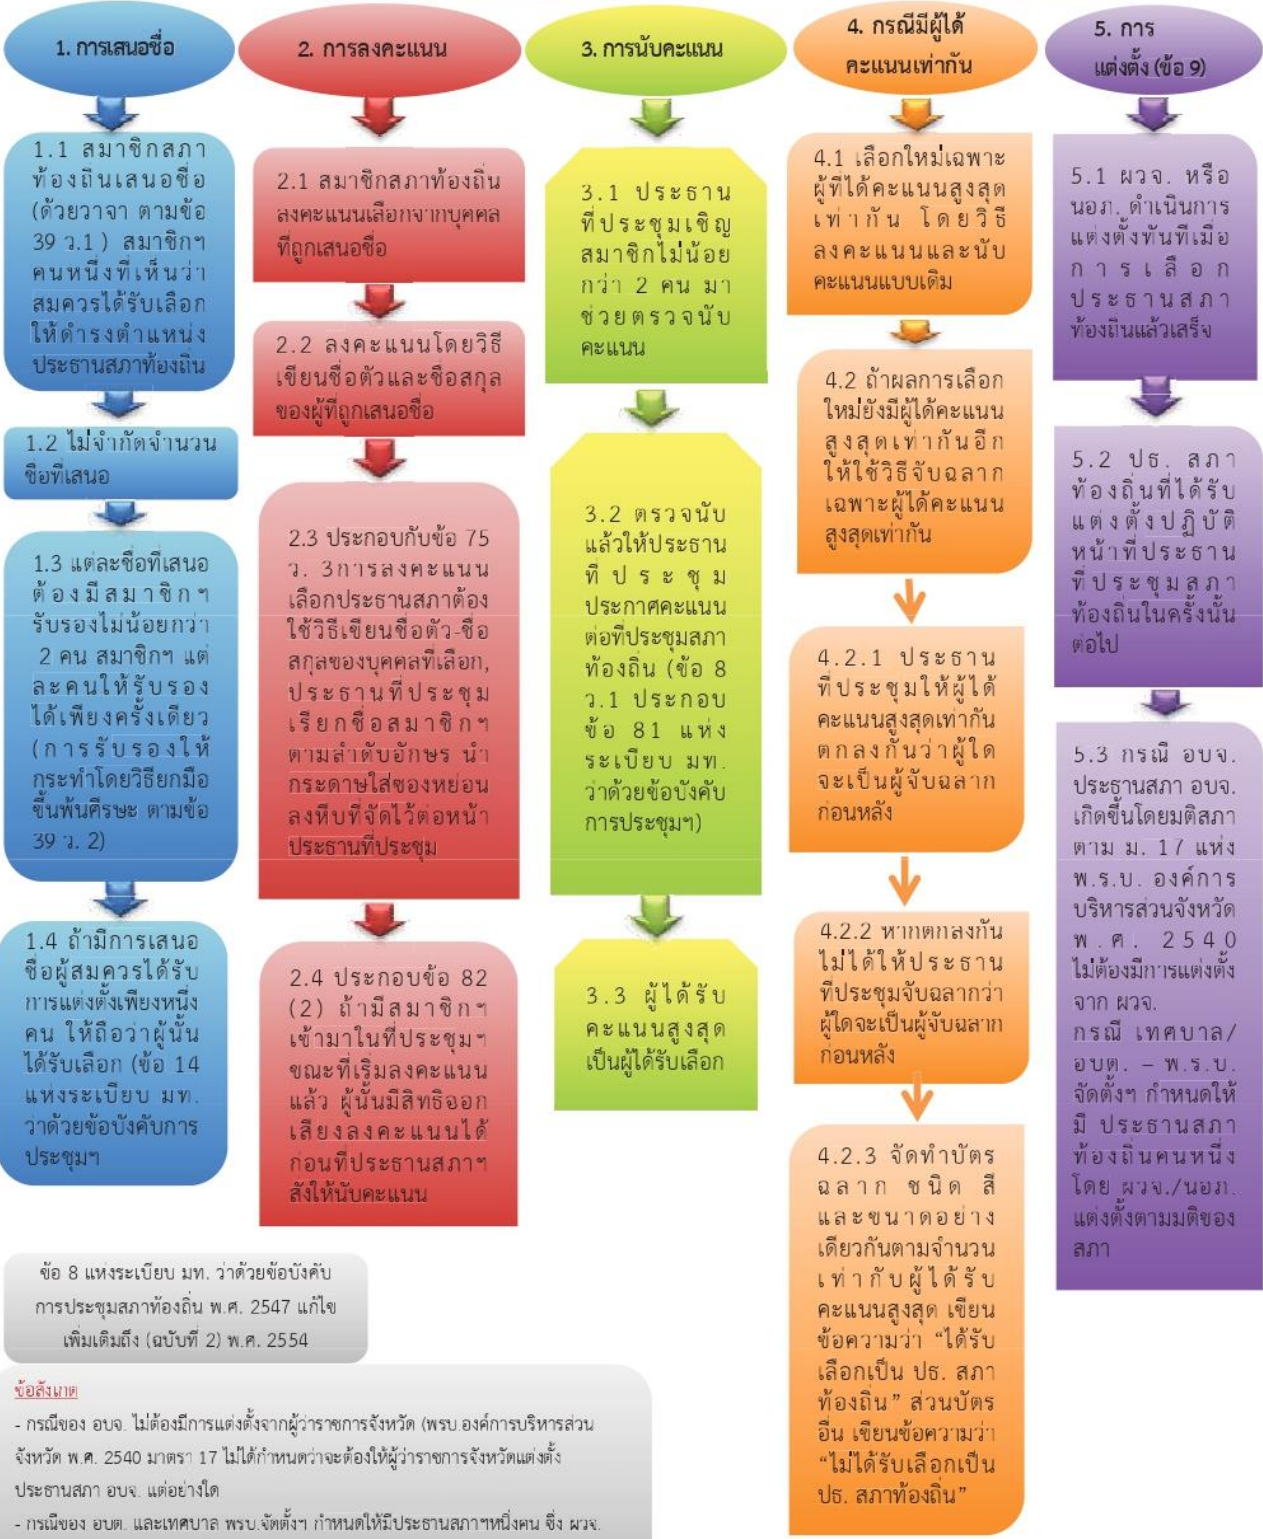 1. การเสนอชื่อ
1.1 สมาชิกสภา
ท้องถิ่นเสนอชื่อ
(ด้วยวาจา ตามข้อ
39 ว.1 ) สมาชิกฯ
คนหนึ่งที่เห็นว่า
สมควรได้รับเลือก
ให้ดำรงตำแหน่ง
ประธานสภาท้องถิ่น
1.2 ไม่จำกัดจำนวน
ชื่อที่เสนอ
1.3 แต่ละชื่อที่เสนอ
ต้องมีสมาชิกฯ
รับรองไม่น้อยกว่า
2 คน สมาชิกฯ แต่
ละคนให้รับรอง
ได้เพียงครั้งเดียว
(การรับรองให้
กระทำโดยวิธียกมือ
ขึ้นพ้นศีรษะ ตามข้อ
39 ว. 2)
1.4 ถ้ามีการเสนอ
ชื่อผู้สมควรได้รับ
การแต่งตั้งเพียงหนึ่ง
คน ให้ถือว่าผู้นั้น
ได้รับเลือก (ข้อ 14
แห่งระเบียบ มท.
ว่าด้วยข้อบังคับการ
ประชุมฯ
2. การลงคะแนน
2.1 สมาชิกสภาท้องถิ่น
ลงคะแนนเลือกจากบุคคล
ที่ถูกเสนอชื่อ
2.2 ลงคะแนนโดยวิธี
เขียนชื่อตัวและชื่อสกุล
ของผู้ที่ถูกเสนอชื่อ
2.3 ประกอบกับข้อ 75
ว. 3การลงคะแนน
เลือกประธานสภาต้อง
ใช้วิธีเขียนชื่อตัว-ชื่อ
สกุลของบุคคลที่เลือก,
ประธานที่ประชุม
เรียกชื่อสมาชิกฯ
ตามลำดับอักษร นำ
กระดาษใส่ซองหย่อน
ลงหีบที่จัดไว้ต่อหน้า
ประธานที่ประชุม
2.4 ประกอบข้อ 82
(2) ถ้ามีสมาชิกฯ
เข้ามาในที่ประชุมฯ
ขณะที่เริ่มลงคะแนน
แล้ว ผู้นั้นมีสิทธิออก
เสียงลงคะแนนได้
ก่อนที่ประธานสภาฯ
สั่งให้นับคะแนน
3. การนับคะแนน
3.1 ประธาน
ที่ประชุมเชิญ
สมาชิกไม่น้อย
กว่า 2 คน มา
ช่วยตรวจนับ
คะแนน
3.2 ตรวจนับ
แล้วให้ประธาน
ที่ประชุม
ประกาศคะแนน
ต่อที่ประชุมสภา
ท้องถิ่น (ข้อ 8
ว.1 ประกอบ
ข้อ 81 แห่ง
ระเบียบ มท.
ว่าด้วยข้อบังคับ
การประชุมฯ)
3.3 ผู้ได้รับ
คะแนนสูงสุด
เป็นผู้ได้รับเลือก
4. กรณีมีผู้ได้
คะแนนเท่ากัน
4.1 เลือกใหม่เฉพาะ
ผู้ที่ได้คะแนนสูงสุด
เท่ากัน โดยวิธี
ลงคะแนนและนับ
คะแนนแบบเดิม
4.2 ถ้าผลการเลือก
ใหม่ยังมีผู้ได้คะแนน
สูงสุดเท่ากันอีก
ให้ใช้วิธีจับฉลาก
เฉพาะผู้ได้คะแนน
สูงสุดเท่ากัน
4.2.1 ประธาน
ที่ประชุมให้ผู้ได้
คะแนนสูงสุดเท่ากัน
ตกลงกันว่าผู้ใด
จะเป็นผู้จับฉลาก
ก่อนหลัง
4.2.2 หากตกลงกัน
ไม่ได้ให้ประธาน
ที่ประชุมจับฉลากว่า
ผู้ใดจะเป็นผู้จับฉลาก
ก่อนหลัง
4.2.3 จัดทำบัตร
ฉลาก ชนิด สี
และขนาดอย่าง
เดียวกันตามจำนวน
เท่ากับผู้ได้รับ
คะแนนสูงสุด เขียน
ข้อความว่า “ได้รับ
เลือกเป็น ปธ. สภา
ท้องถิ่น” ส่วนบัตร
อื่น เขียนข้อความว่า
“ไม่ได้รับเลือกเป็น
ปธ. สภาท้องถิ่น”
5. การ
แต่งตั้ง (ข้อ 9)
5.1 ผวจ. หรือ
นอภ. ดำเนินการ
แต่งตั้งทันทีเมื่อ
การเลือก
ประธานสภา
ท้องถิ่นแล้วเสร็จ
5.2 ปธ. สภา
ท้องถิ่นที่ได้รับ
แต่งตั้งปฏิบัติ
หน้าที่ประธาน
ที่ประชุมสภา
ท้องถิ่นในครั้งนั้น
ต่อไป
5.3 กรณี อบจ.
ประธานสภา อบจ.
เกิดขึ้นโดยมติสภา
ตาม ม. 17 แห่ง
พ.ร.บ. องค์การ
บริหารส่วนจังหวัด
พ.ศ. 2540
ไม่ต้องมีการแต่งตั้ง
จาก ผวจ.
กรณี เทศบาล/
อบต. – พ.ร.บ.
จัดตั้งฯ กำหนดให้
มี ประธานสภา
ท้องถิ่นคนหนึ่ง
โดย ผวจ./นอภ.
แต่งตั้งตามมติของ
สภา
ข้อ 8 แห่งระเบียบ มท. ว่าด้วยข้อบังคับ
การประชุมสภาท้องถิ่น พ.ศ. 2547 แก้ไข
เพิ่มเติมถึง (ฉบับที่ 2) พ.ศ. 2554
ข้อสังเกต
- กรณีของ อบจ. ไม่ต้องมีการแต่งตั้งจากผู้ว่าราชการจังหวัด (พรบ.องค์การบริหารส่วน
จังหวัด พ.ศ. 2540 มาตรา 17 ไม่ได้กำหนดว่าจะต้องให้ผู้ว่าราชการจังหวัดแต่งตั้ง
ประธานสภา อบจ. แต่อย่างใด
- กรณีของ อบต. และเทศบาล พรบ.จัดตั้งฯ กำหนดให้มีประธานสภาฯหนึ่งคน ซึ่ง ผวจ.